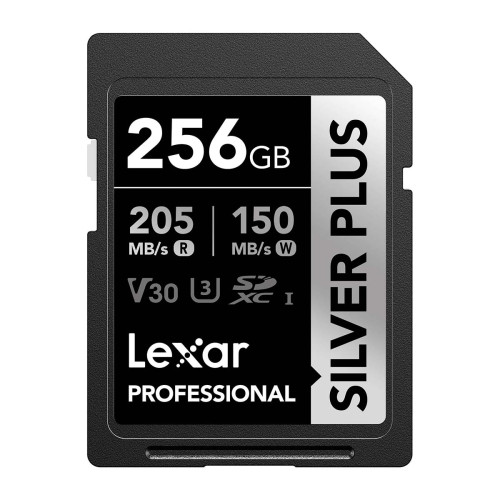 256GB
205 | 150
MB/s R MB/s W
V30 U3 SDXC I
Lexar
PROFESSIONAL
SILVER PLUS